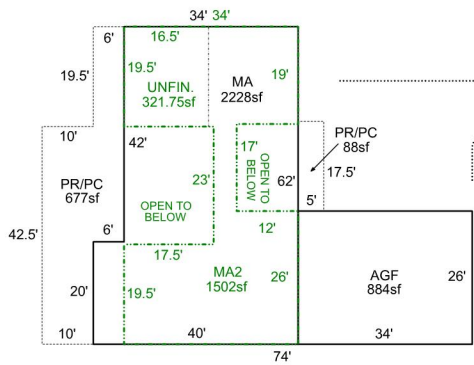 34' 34'
6' 16.5'
19.5' 19.5' UNFIN. MA 19'
321.75sf 2228sf
10' 42' 17' OPEN TO BELOW PR/PC
88sf
PR/PC 23' 62' 17.5'
677sf
OPEN TO
BELOW 5'
42.5' 6' 12'
17.5'
20' 19.5' MA2 26' AGF 26'
1502sf 884sf
10' 40' 34'
74'